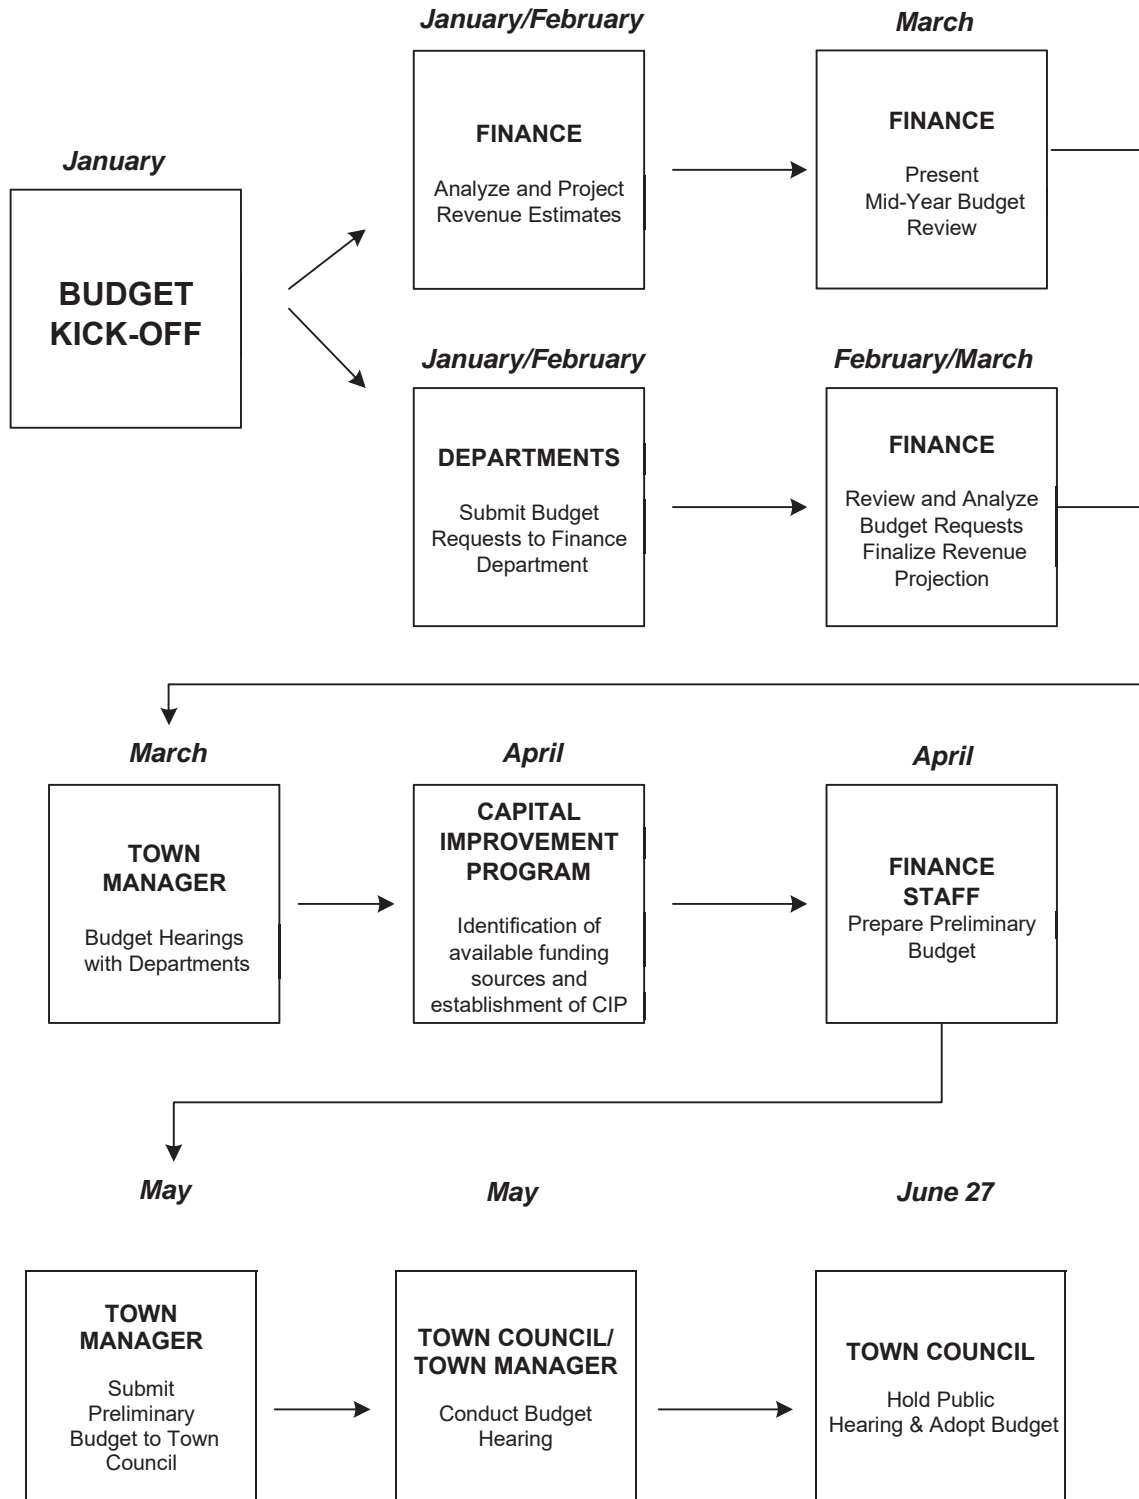 January/February
March
FINANCE
Analyze and Project
Revenue Estimates
FINANCE
Present
Mid-Year Budget
Review
January
BUDGET
KICK-OFF
January/February
February/March
DEPARTMENTS
Submit Budget
Requests to Finance
Department
FINANCE
Review and Analyze
Budget Requests
Finalize Revenue
Projection
March
April
April
TOWN
MANAGER
Budget Hearings
with Departments
CAPITAL
IMPROVEMENT
PROGRAM
Identification of
available funding
sources and
establishment of CIP
FINANCE
STAFF
Prepare Preliminary
Budget
May
May
June 27
TOWN
MANAGER
Submit
Preliminary
Budget to Town
Council
TOWN COUNCIL/
TOWN MANAGER
Conduct Budget
Hearing
TOWN COUNCIL
Hold Public
Hearing & Adopt Budget